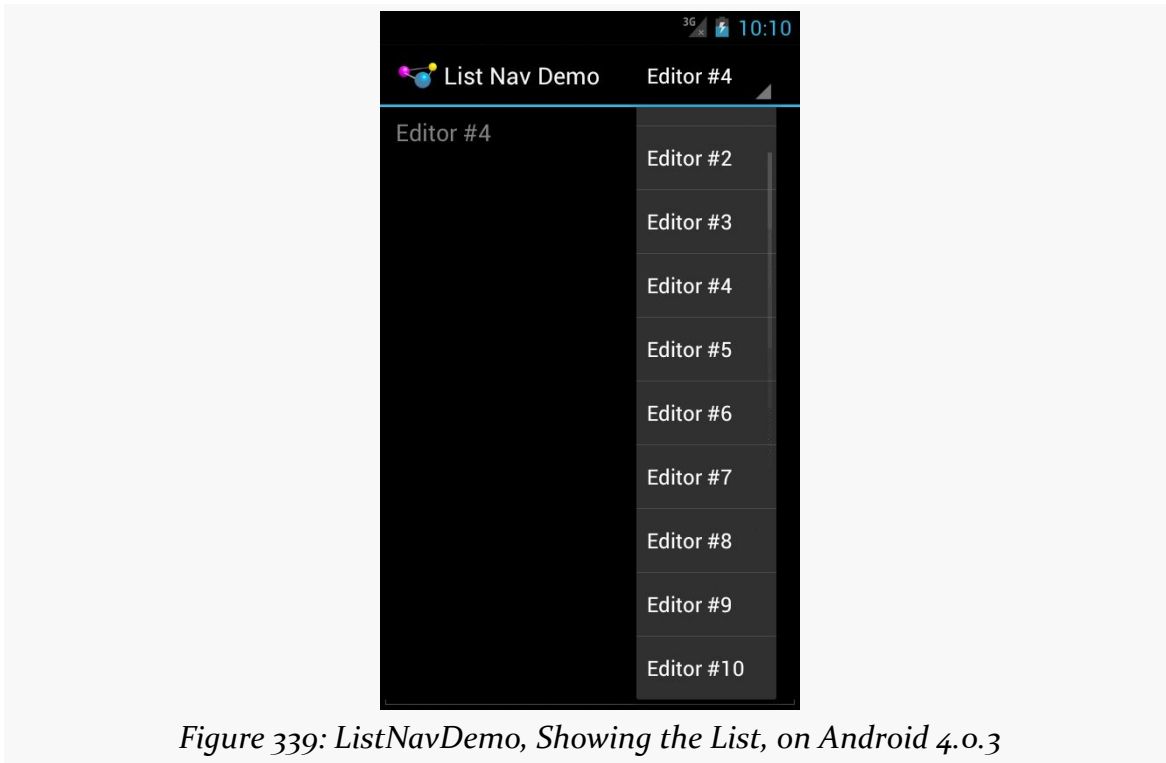 3G 10:10
List Nav Demo Editor #4
Editor #4
Editor #2
Editor #3
Editor #4
Editor #5
Editor #6
Editor #7
Editor #8
Editor #9
Editor #10
Figure 339: ListNavDemo, Showing the List, on Android 4.0.3